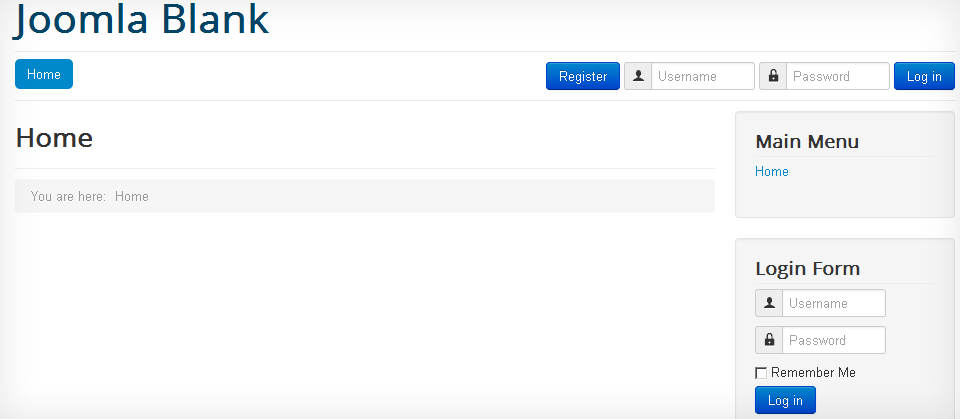 Joomla Blank
Home Register Username Password Log in
Home
You are here: Home
Main Menu
Home
Login Form
Username
Password
Remember Me
Log in